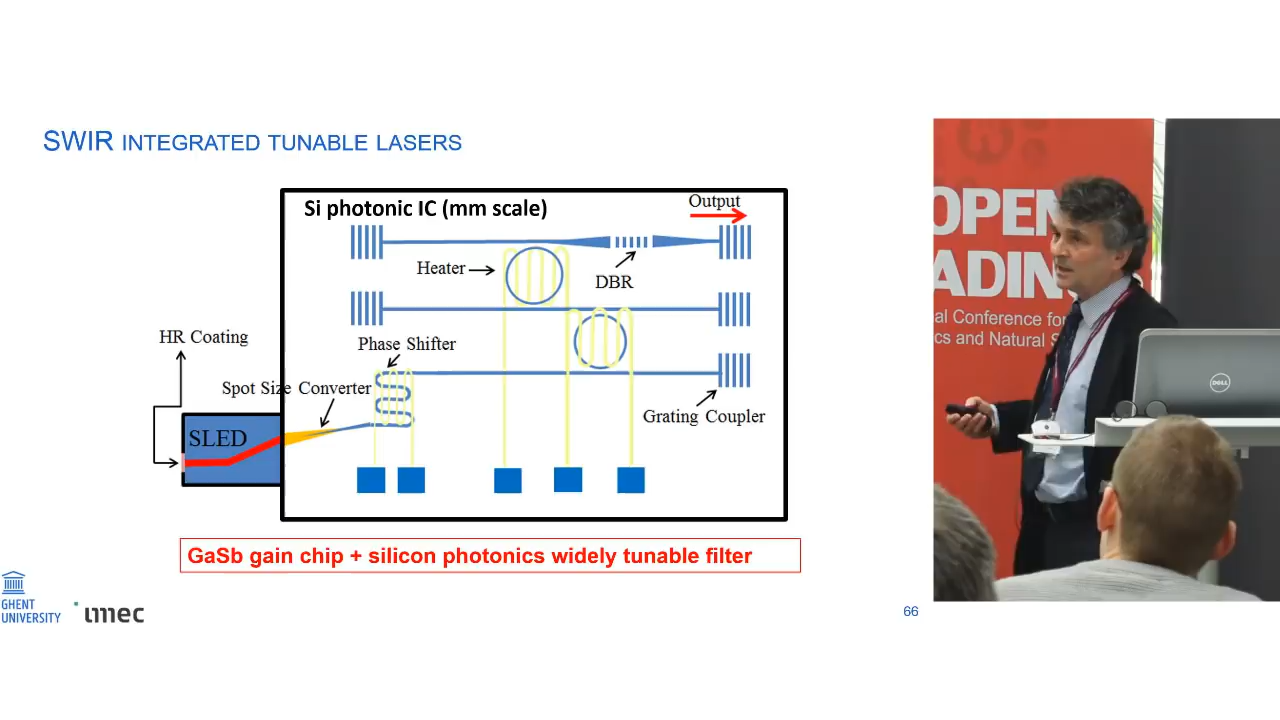 SWIR INTEGRATED TUNABLE LASERS
Si photonic IC (mm scale)
Output
Heater
DBR
HR Coating
Phase Shifter
Spot Size Converter
Grating Coupler
SLED
GaSb gain chip + silicon photonics widely tunable filter
GHENT
UNIVERSITY
imec
66
OPEN
ADIN
al Conference for
cs and Natural S
DELL